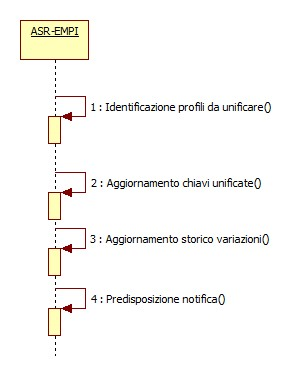 ASR-EMPI
1 : Identificazione profili da unificare()
2 : Aggiornamento chiavi unificate()
3 : Aggiornamento storico variazioni()
4 : Predisposizione notifica()